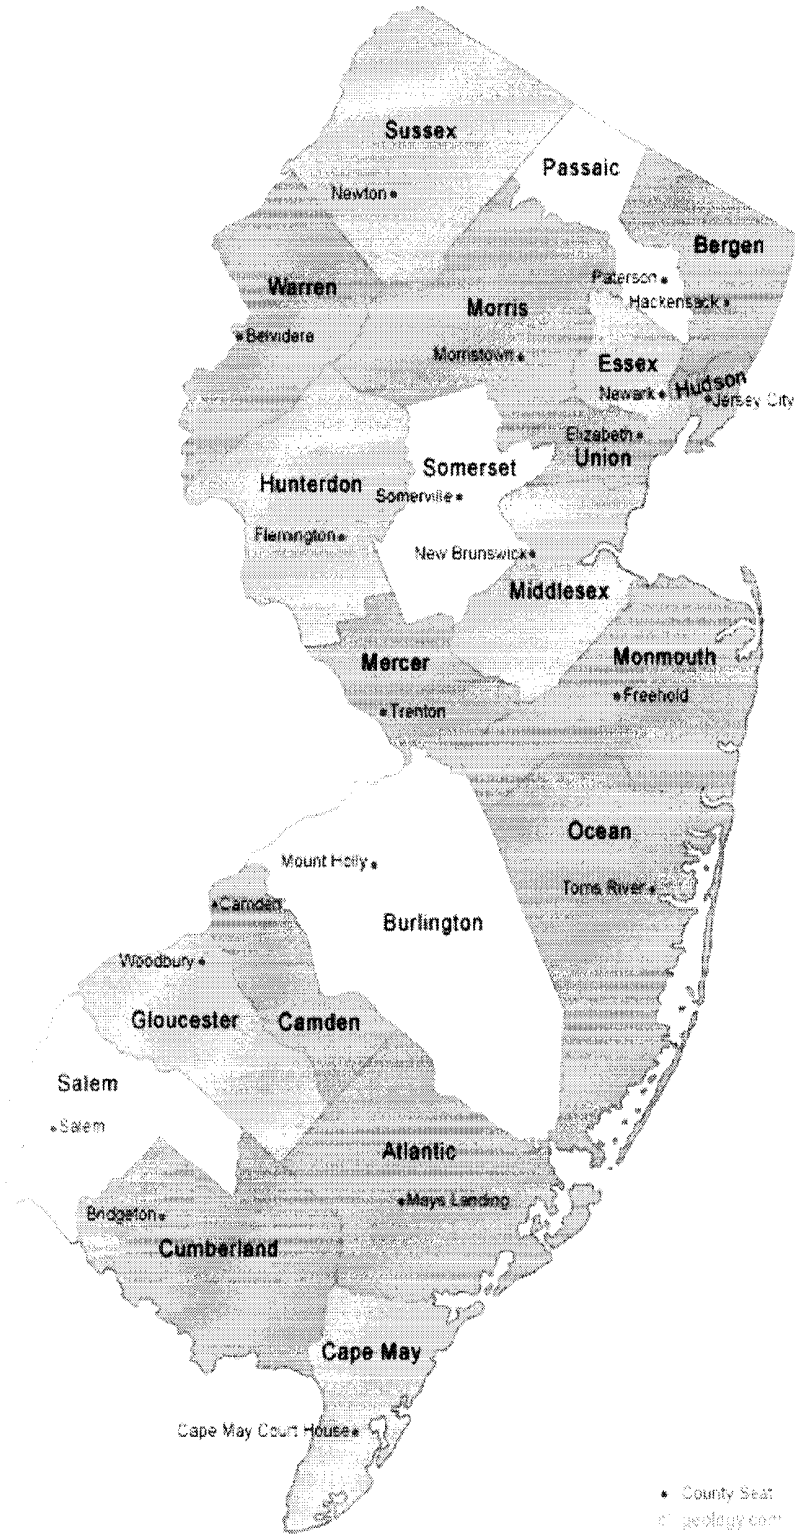 Sussex
Passaic
Newton
Bergen
Paterson
Warren
Hackensack
Morris
Belvidere
Morristown
Essex
Hudson
Newark
Jersey City
Elizabeth
Union
Somerset
Hunterdon
Somerville
Flemington
New Brunswick
Middlesex
Mercer
Monmouth
Freehold
Trenton
Ocean
Mount Holly
Toms River
Camden
Burlington
Woodbury
Gloucester
Camden
Salem
Salem
Atlantic
Mays Landing
Bridgeton
Cumberland
Cape May
Cape May Court House
County Seat
geology.com